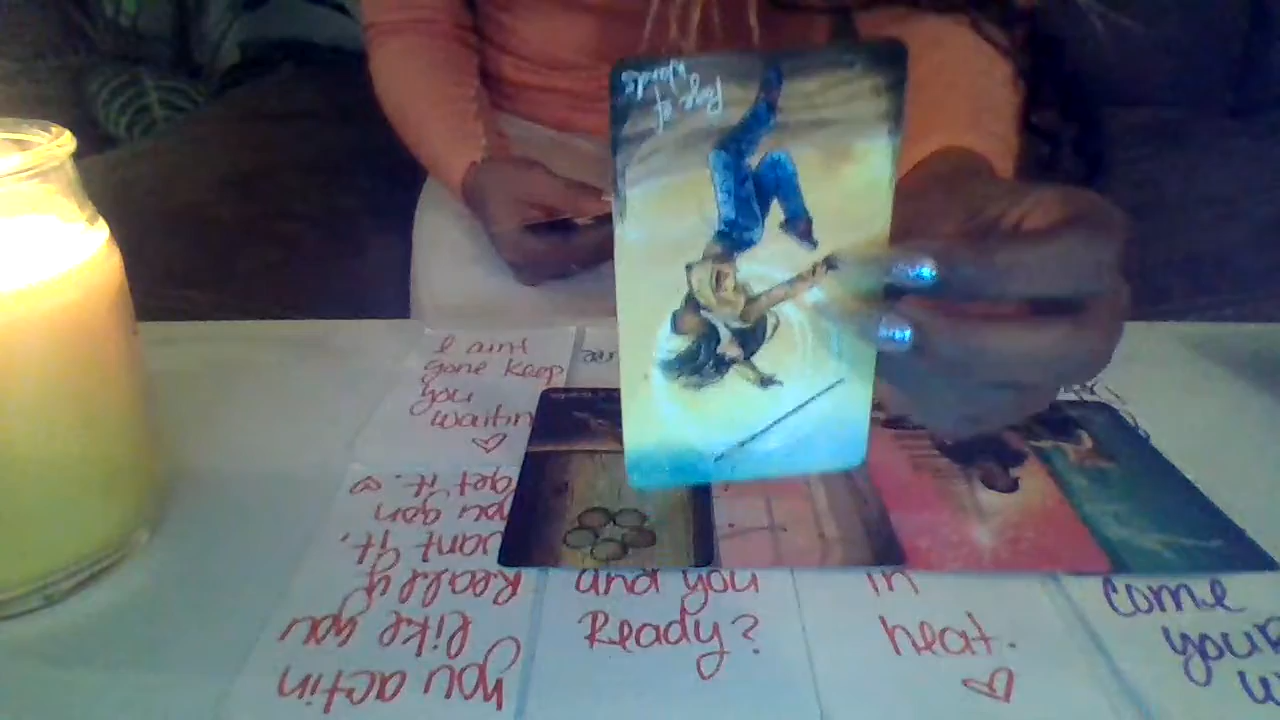 Page of
Wands
I aint
gone keep
you
waitin
You actin
like you
Really
want it,
you gon
get it.
and you
Ready?
in
heat.
come
your